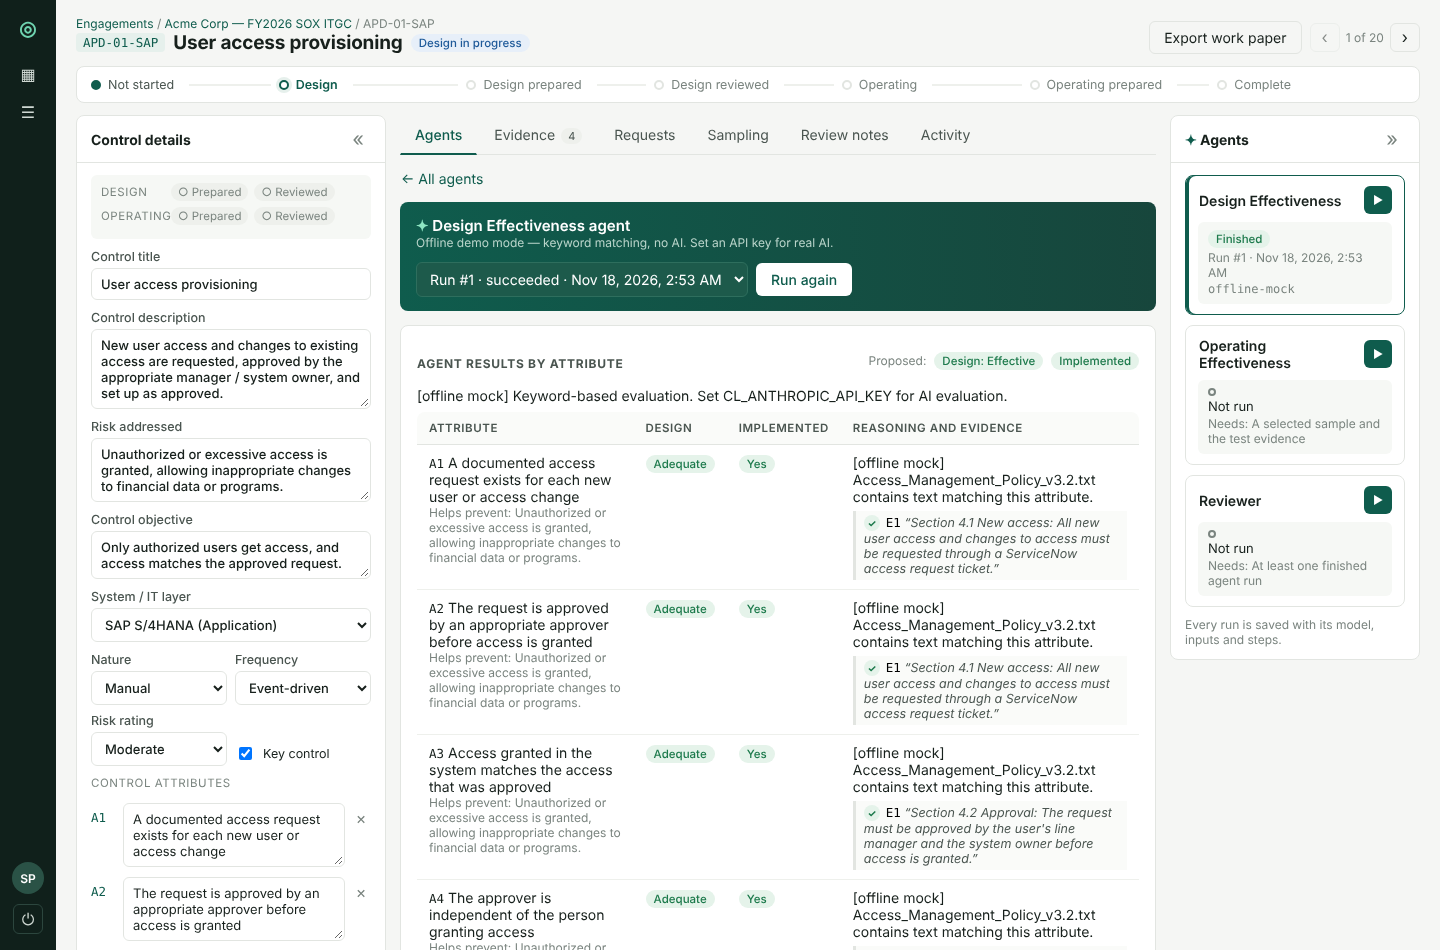 Engagements / Acme Corp — FY2026 SOX ITGC / APD-01-SAP
APD-01-SAP User access provisioning Design in progress
Export work paper
‹ 1 of 20 ›
Not started
Design
Design prepared
Design reviewed
Operating
Operating prepared
Complete
Control details «
DESIGN Prepared Reviewed
OPERATING Prepared Reviewed
Control title
User access provisioning
Control description
New user access and changes to existing
access are requested, approved by the
appropriate manager / system owner, and
set up as approved.
Risk addressed
Unauthorized or excessive access is
granted, allowing inappropriate changes
to financial data or programs.
Control objective
Only authorized users get access, and
access matches the approved request.
System / IT layer
SAP S/4HANA (Application)
Nature Frequency
Manual Event-driven
Risk rating
Moderate Key control
CONTROL ATTRIBUTES
A1 A documented access request
exists for each new user or
access change ×
A2 The request is approved by an
appropriate approver before
access is granted ×
SP
Agents Evidence 4 Requests Sampling Review notes Activity
← All agents
Design Effectiveness agent
Offline demo mode — keyword matching, no AI. Set an API key for real AI.
Run #1 · succeeded · Nov 18, 2026, 2:53 AM Run again
AGENT RESULTS BY ATTRIBUTE
Proposed: Design: Effective Implemented
[offline mock] Keyword-based evaluation. Set CL_ANTHROPIC_API_KEY for AI evaluation.
ATTRIBUTE DESIGN IMPLEMENTED REASONING AND EVIDENCE
A1 A documented access
request exists for each new
user or access change
Helps prevent: Unauthorized or
excessive access is granted,
allowing inappropriate changes to
financial data or programs.
Adequate Yes
[offline mock]
Access_Management_Policy_v3.2.txt
contains text matching this attribute.
E1 “Section 4.1 New access: All new
user access and changes to access must
be requested through a ServiceNow
access request ticket.”
A2 The request is approved
by an appropriate approver
before access is granted
Helps prevent: Unauthorized or
excessive access is granted,
allowing inappropriate changes to
financial data or programs.
Adequate Yes
[offline mock]
Access_Management_Policy_v3.2.txt
contains text matching this attribute.
E1 “Section 4.1 New access: All new
user access and changes to access must
be requested through a ServiceNow
access request ticket.”
A3 Access granted in the
system matches the access
that was approved
Helps prevent: Unauthorized or
excessive access is granted,
allowing inappropriate changes to
financial data or programs.
Adequate Yes
[offline mock]
Access_Management_Policy_v3.2.txt
contains text matching this attribute.
E1 “Section 4.2 Approval: The request
must be approved by the user's line
manager and the system owner before
access is granted.”
A4 The approver is
independent of the person
granting access
Helps prevent: Unauthorized or
Adequate Yes
[offline mock]
Access_Management_Policy_v3.2.txt
contains text matching this attribute.
Agents »
Design Effectiveness
Finished
Run #1 · Nov 18, 2026, 2:53
AM
offline-mock
Operating
Effectiveness
Not run
Needs: A selected sample and
the test evidence
Reviewer
Not run
Needs: At least one finished
agent run
Every run is saved with its model,
inputs and steps.